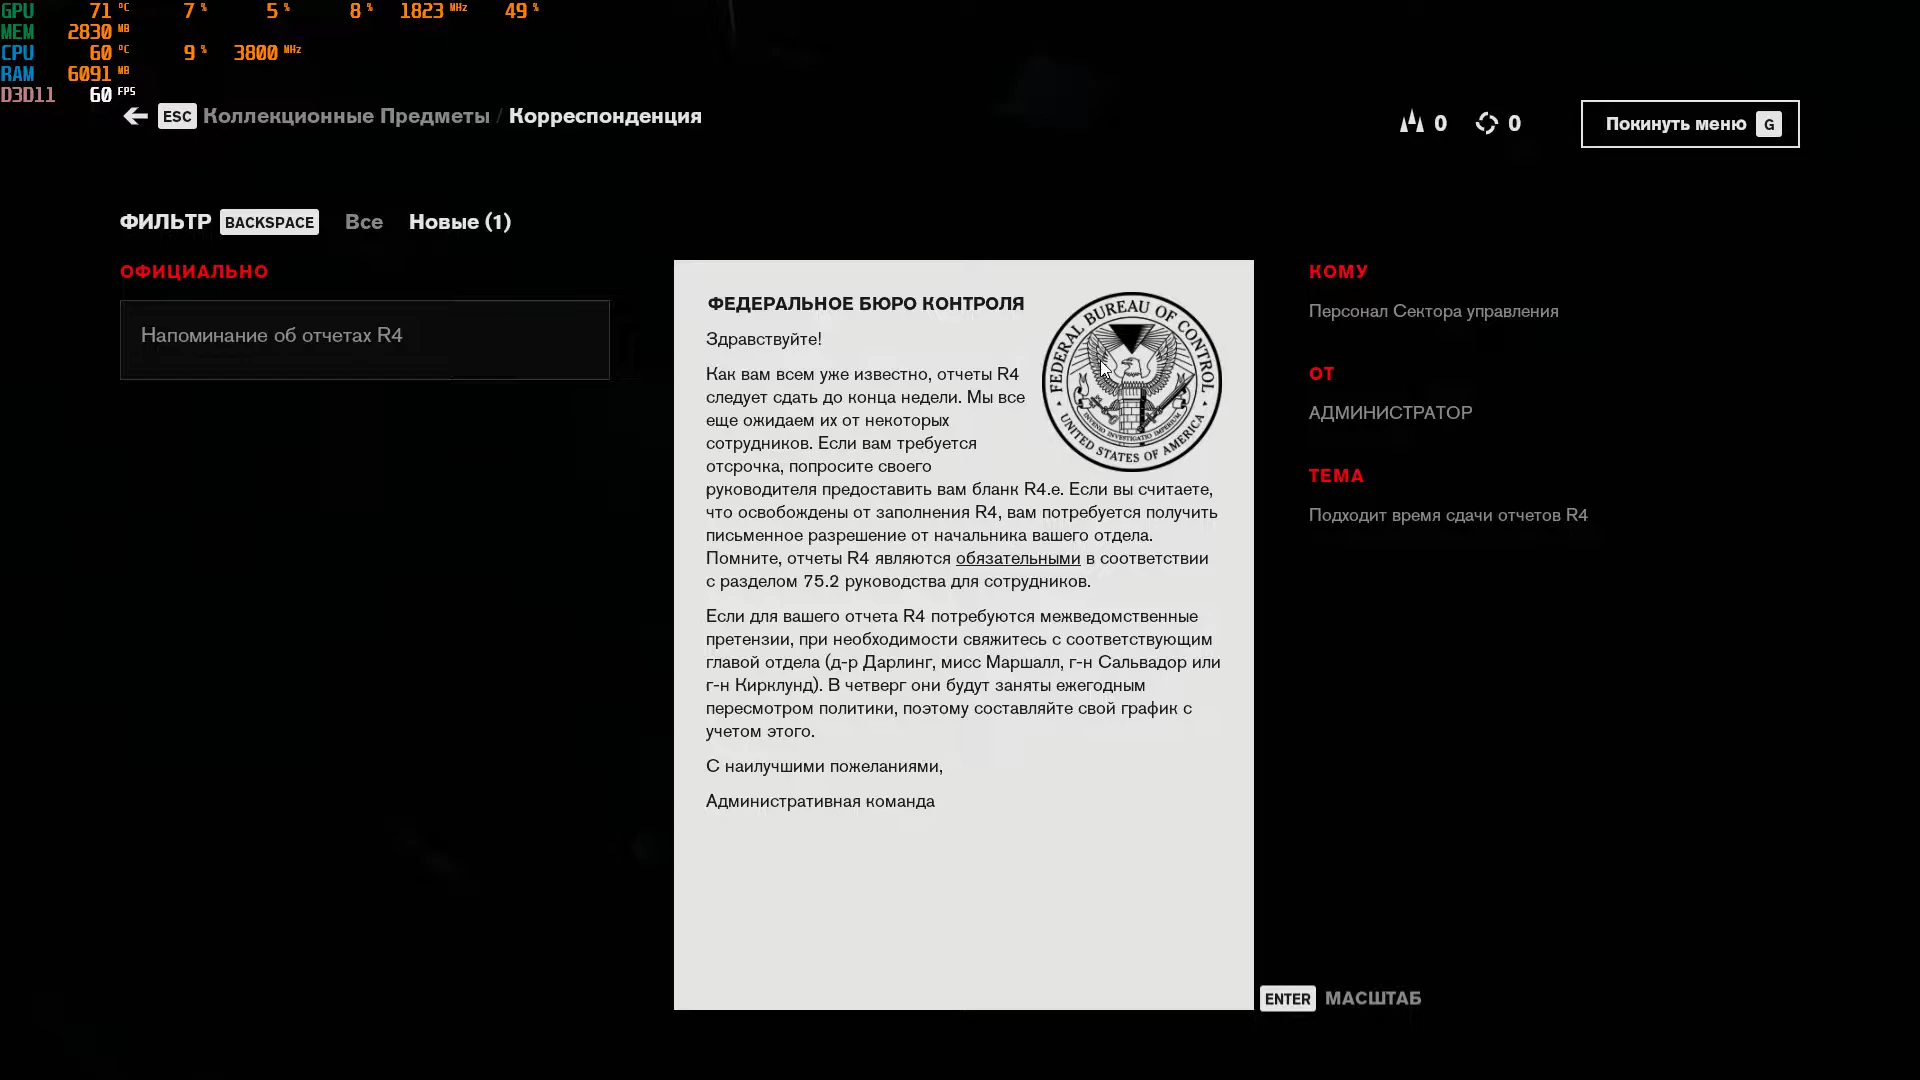 GPU 71 °C 7 % 5 % 8 % 1823 MHz 49 %
MEM 2830 MB
CPU 60 °C 9 % 3800 MHz
RAM 6091 MB
D3D11 60 FPS
ESC Коллекционные Предметы / Корреспонденция
0 0
Покинуть меню G
ФИЛЬТР BACKSPACE Все Новые (1)
ОФИЦИАЛЬНО
Напоминание об отчетах R4
ФЕДЕРАЛЬНОЕ БЮРО КОНТРОЛЯ
FEDERAL BUREAU OF CONTROL
INVENIO INVESTIGATIO IMPERIUM
UNITED STATES OF AMERICA
Здравствуйте!
Как вам всем уже известно, отчеты R4
следует сдать до конца недели. Мы все
еще ожидаем их от некоторых
сотрудников. Если вам требуется
отсрочка, попросите своего
руководителя предоставить вам бланк R4.e. Если вы считаете,
что освобождены от заполнения R4, вам потребуется получить
письменное разрешение от начальника вашего отдела.
Помните, отчеты R4 являются обязательными в соответствии
с разделом 75.2 руководства для сотрудников.
Если для вашего отчета R4 потребуются межведомственные
претензии, при необходимости свяжитесь с соответствующим
главой отдела (д-р Дарлинг, мисс Маршалл, г-н Сальвадор или
г-н Кирклунд). В четверг они будут заняты ежегодным
пересмотром политики, поэтому составляйте свой график с
учетом этого.
С наилучшими пожеланиями,
Административная команда
КОМУ
Персонал Сектора управления
ОТ
АДМИНИСТРАТОР
ТЕМА
Подходит время сдачи отчетов R4
ENTER МАСШТАБ